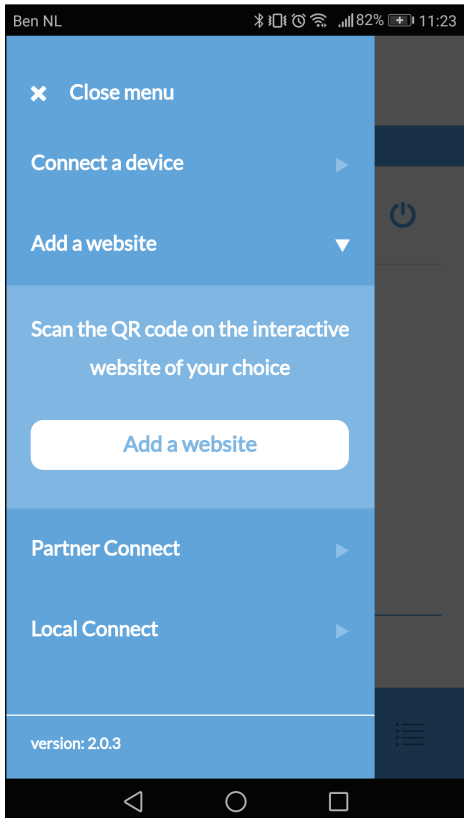 Ben NL 82% 11:23
Close menu
Connect a device
Add a website
Scan the QR code on the interactive
website of your choice
Add a website
Partner Connect
Local Connect
version: 2.0.3